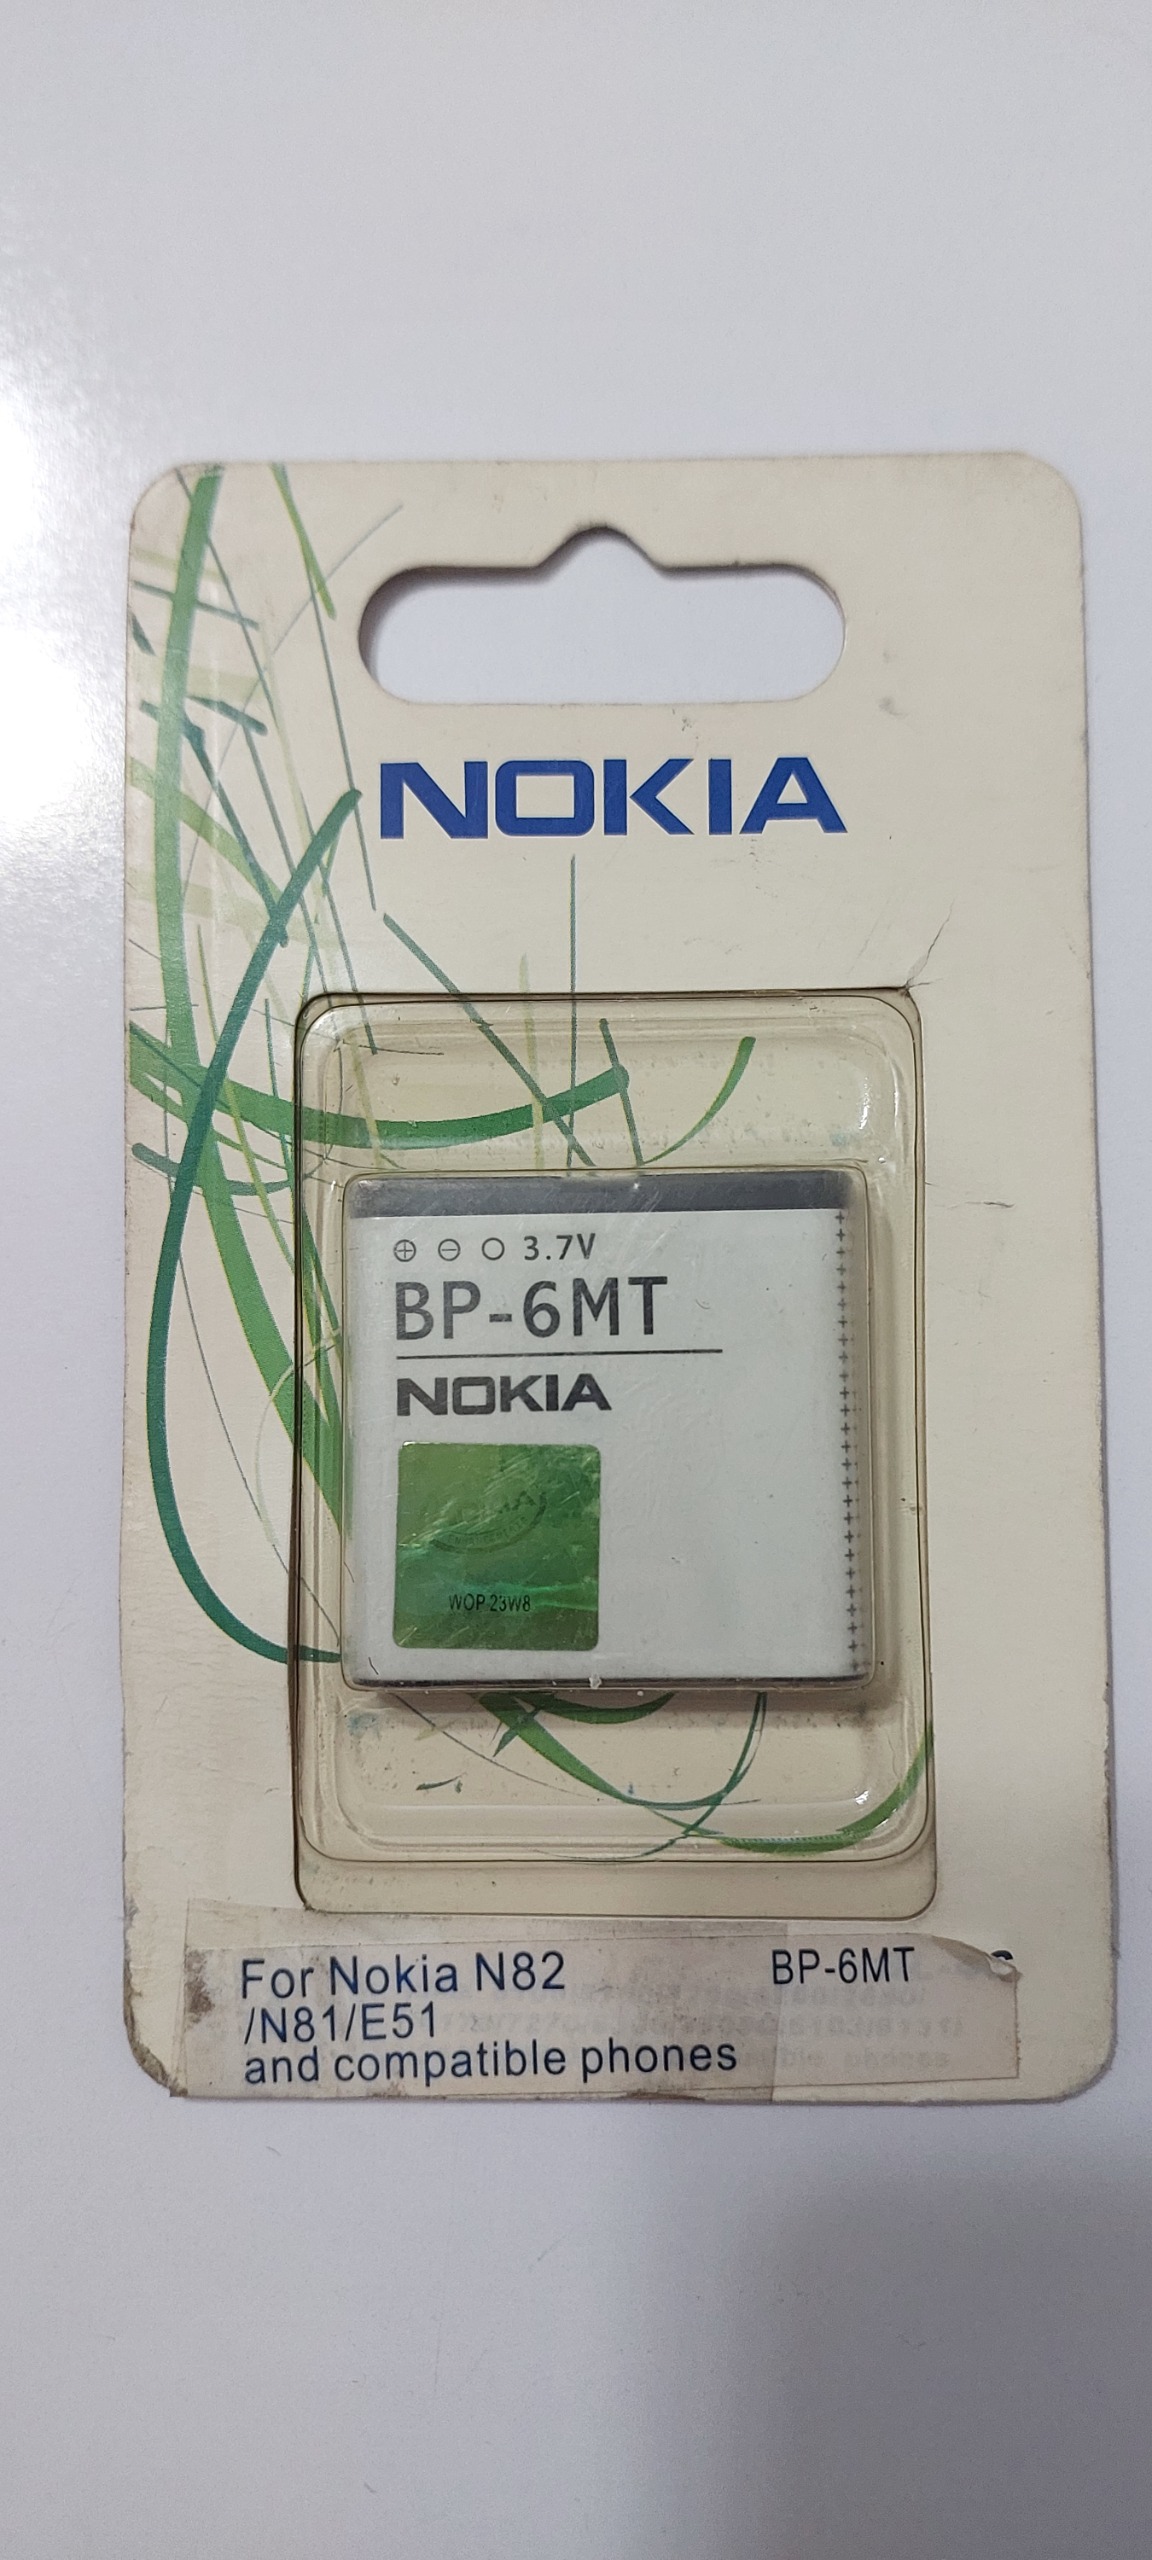 NOKIA
⊕ ⊖ ○ 3.7V
BP-6MT
NOKIA
WOP 23W8
For Nokia N82 BP-6MT
/N81/E51
and compatible phones